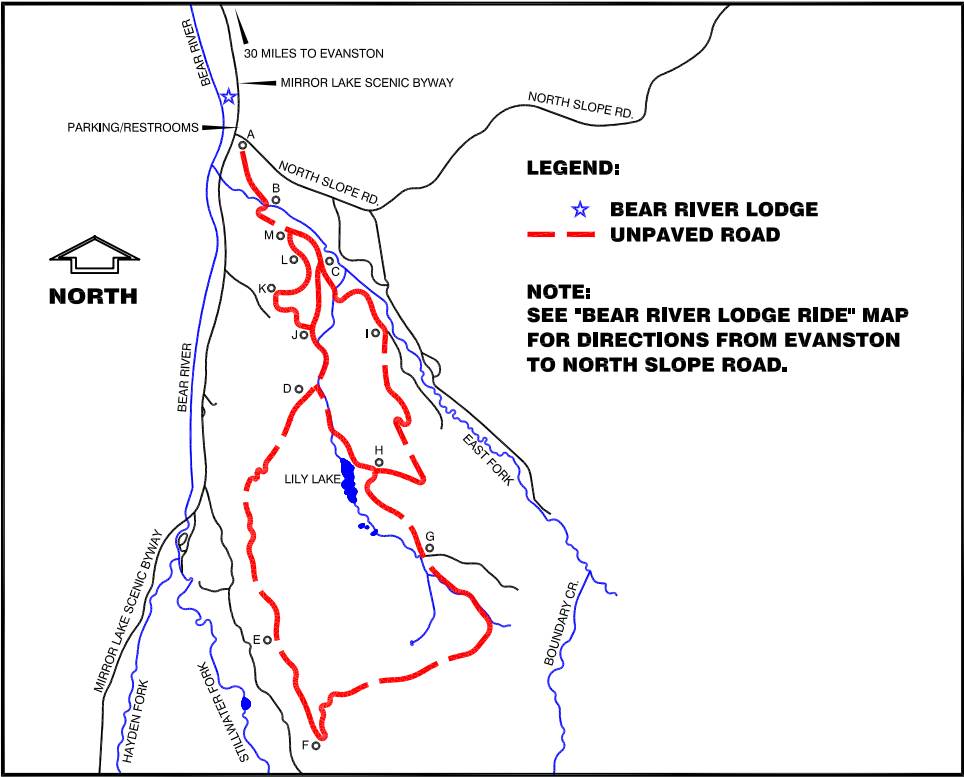 30 MILES TO EVANSTON
BEAR RIVER
MIRROR LAKE SCENIC BYWAY
NORTH SLOPE RD.
PARKING/RESTROOMS
A
NORTH SLOPE RD.
B
M
L
C
K
J
I
D
H
LILY LAKE
EAST FORK
G
E
F
BEAR RIVER
MIRROR LAKE SCENIC BYWAY
HAYDEN FORK
STILLWATER FORK
BOUNDARY CR.
NORTH
LEGEND:
BEAR RIVER LODGE
UNPAVED ROAD
NOTE:
SEE "BEAR RIVER LODGE RIDE" MAP
FOR DIRECTIONS FROM EVANSTON
TO NORTH SLOPE ROAD.